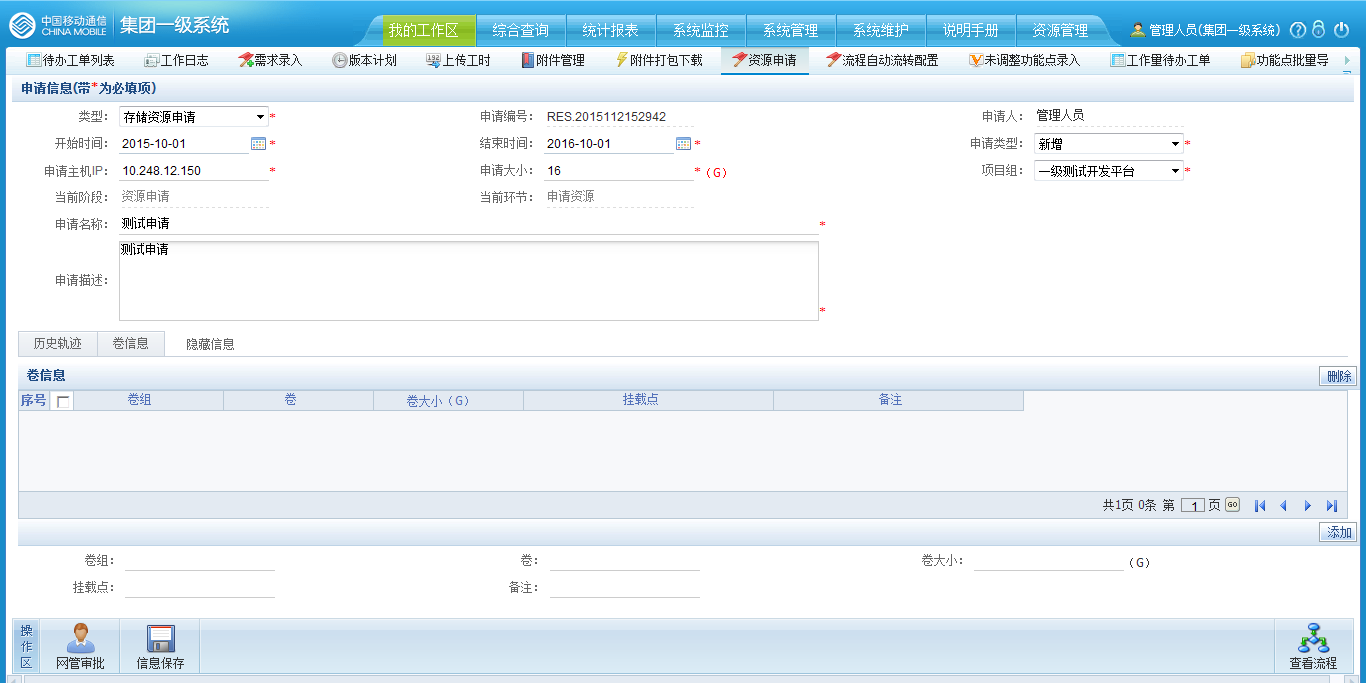 中国移动通信
CHINA MOBILE
集团一级系统
我的工作区 综合查询 统计报表 系统监控 系统管理 系统维护 说明手册 资源管理
管理人员(集团一级系统)
待办工单列表 工作日志 需求录入 版本计划 上传工时 附件管理 附件打包下载 资源申请 流程自动流转配置 未调整功能点录入 工作量待办工单 功能点批量导
申请信息(带*为必填项)
类型： 存储资源申请 * 申请编号： RES.2015112152942 申请人： 管理人员
开始时间： 2015-10-01 * 结束时间： 2016-10-01 * 申请类型： 新增 *
申请主机IP： 10.248.12.150 * 申请大小： 16 *（G） 项目组： 一级测试开发平台 *
当前阶段： 资源申请 当前环节： 申请资源
申请名称： 测试申请 *
申请描述： 测试申请 *
历史轨迹 卷信息 隐藏信息
卷信息 删除
序号 卷组 卷 卷大小（G） 挂载点 备注
共1页 0条 第 1 页 GO
添加
卷组： 卷： 卷大小： （G）
挂载点： 备注：
操作区 网管审批 信息保存 查看流程